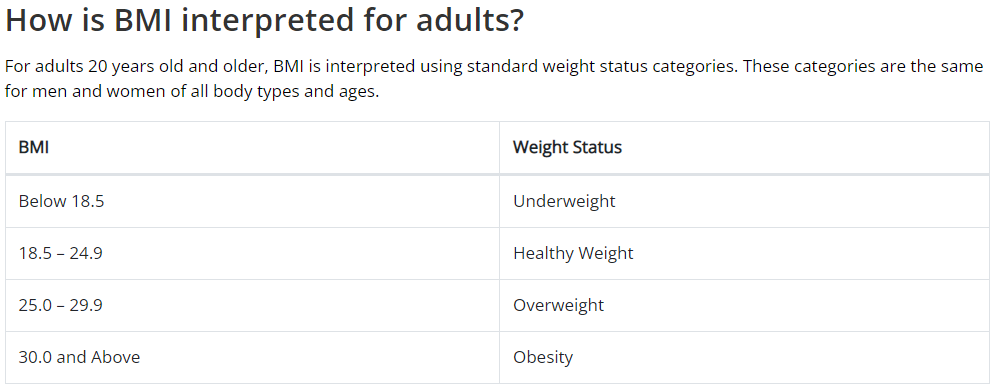 How is BMI interpreted for adults?
For adults 20 years old and older, BMI is interpreted using standard weight status categories. These categories are the same
for men and women of all body types and ages.
BMI Weight Status
Below 18.5 Underweight
18.5 – 24.9 Healthy Weight
25.0 – 29.9 Overweight
30.0 and Above Obesity